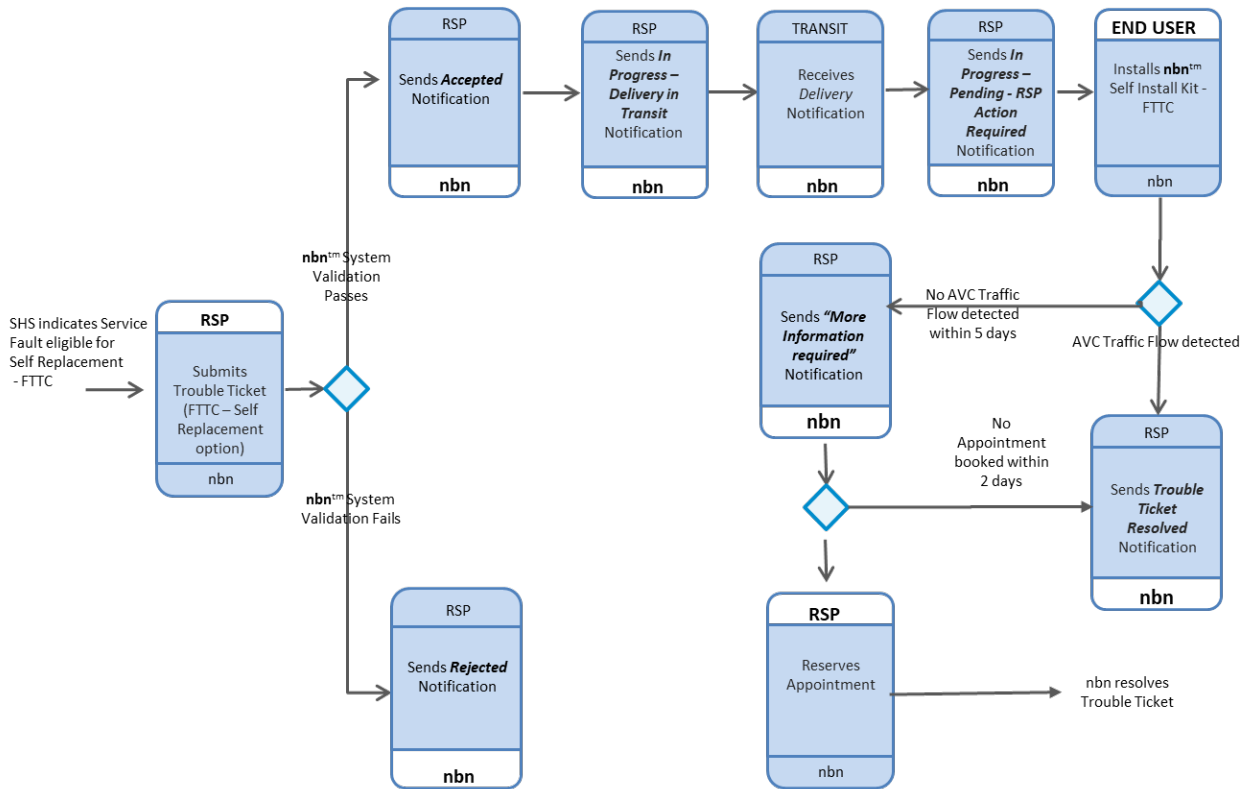 RSP
Sends Accepted
Notification
nbn
RSP
Sends In
Progress –
Delivery in
Transit
Notification
nbn
TRANSIT
Receives
Delivery
Notification
nbn
RSP
Sends In
Progress –
Pending - RSP
Action
Required
Notification
nbn
END USER
Installs nbn™
Self Install Kit -
FTTC
nbn
nbn™ System
Validation
Passes
SHS indicates Service
Fault eligible for
Self Replacement
- FTTC
RSP
Submits
Trouble Ticket
(FTTC – Self
Replacement
option)
nbn
nbn™ System
Validation Fails
RSP
Sends Rejected
Notification
nbn
RSP
Sends “More
Information
required”
Notification
nbn
No AVC Traffic
Flow detected
within 5 days
AVC Traffic Flow detected
No
Appointment
booked within
2 days
RSP
Sends Trouble
Ticket
Resolved
Notification
nbn
RSP
Reserves
Appointment
nbn
nbn resolves
Trouble Ticket